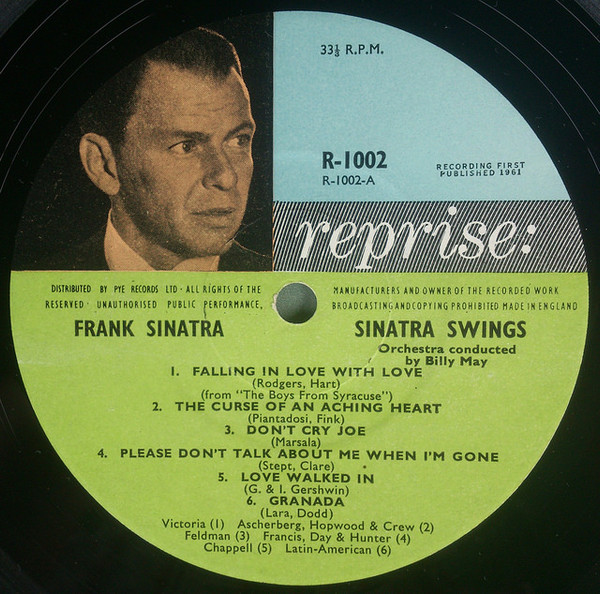 33⅓ R.P.M.
R-1002
R-1002-A
RECORDING FIRST
PUBLISHED 1961
reprise:
DISTRIBUTED BY PYE RECORDS LTD · ALL RIGHTS OF THE
MANUFACTURERS AND OWNER OF THE RECORDED WORK
RESERVED · UNAUTHORISED PUBLIC PERFORMANCE,
BROADCASTING AND COPYING PROHIBITED MADE IN ENGLAND
FRANK SINATRA
SINATRA SWINGS
Orchestra conducted
by Billy May
1. FALLING IN LOVE WITH LOVE
(Rodgers, Hart)
(from "The Boys From Syracuse")
2. THE CURSE OF AN ACHING HEART
(Piantadosi, Fink)
3. DON'T CRY JOE
(Marsala)
4. PLEASE DON'T TALK ABOUT ME WHEN I'M GONE
(Stept, Clare)
5. LOVE WALKED IN
(G. & I. Gershwin)
6. GRANADA
(Lara, Dodd)
Victoria (1) Ascherberg, Hopwood & Crew (2)
Feldman (3) Francis, Day & Hunter (4)
Chappell (5) Latin-American (6)